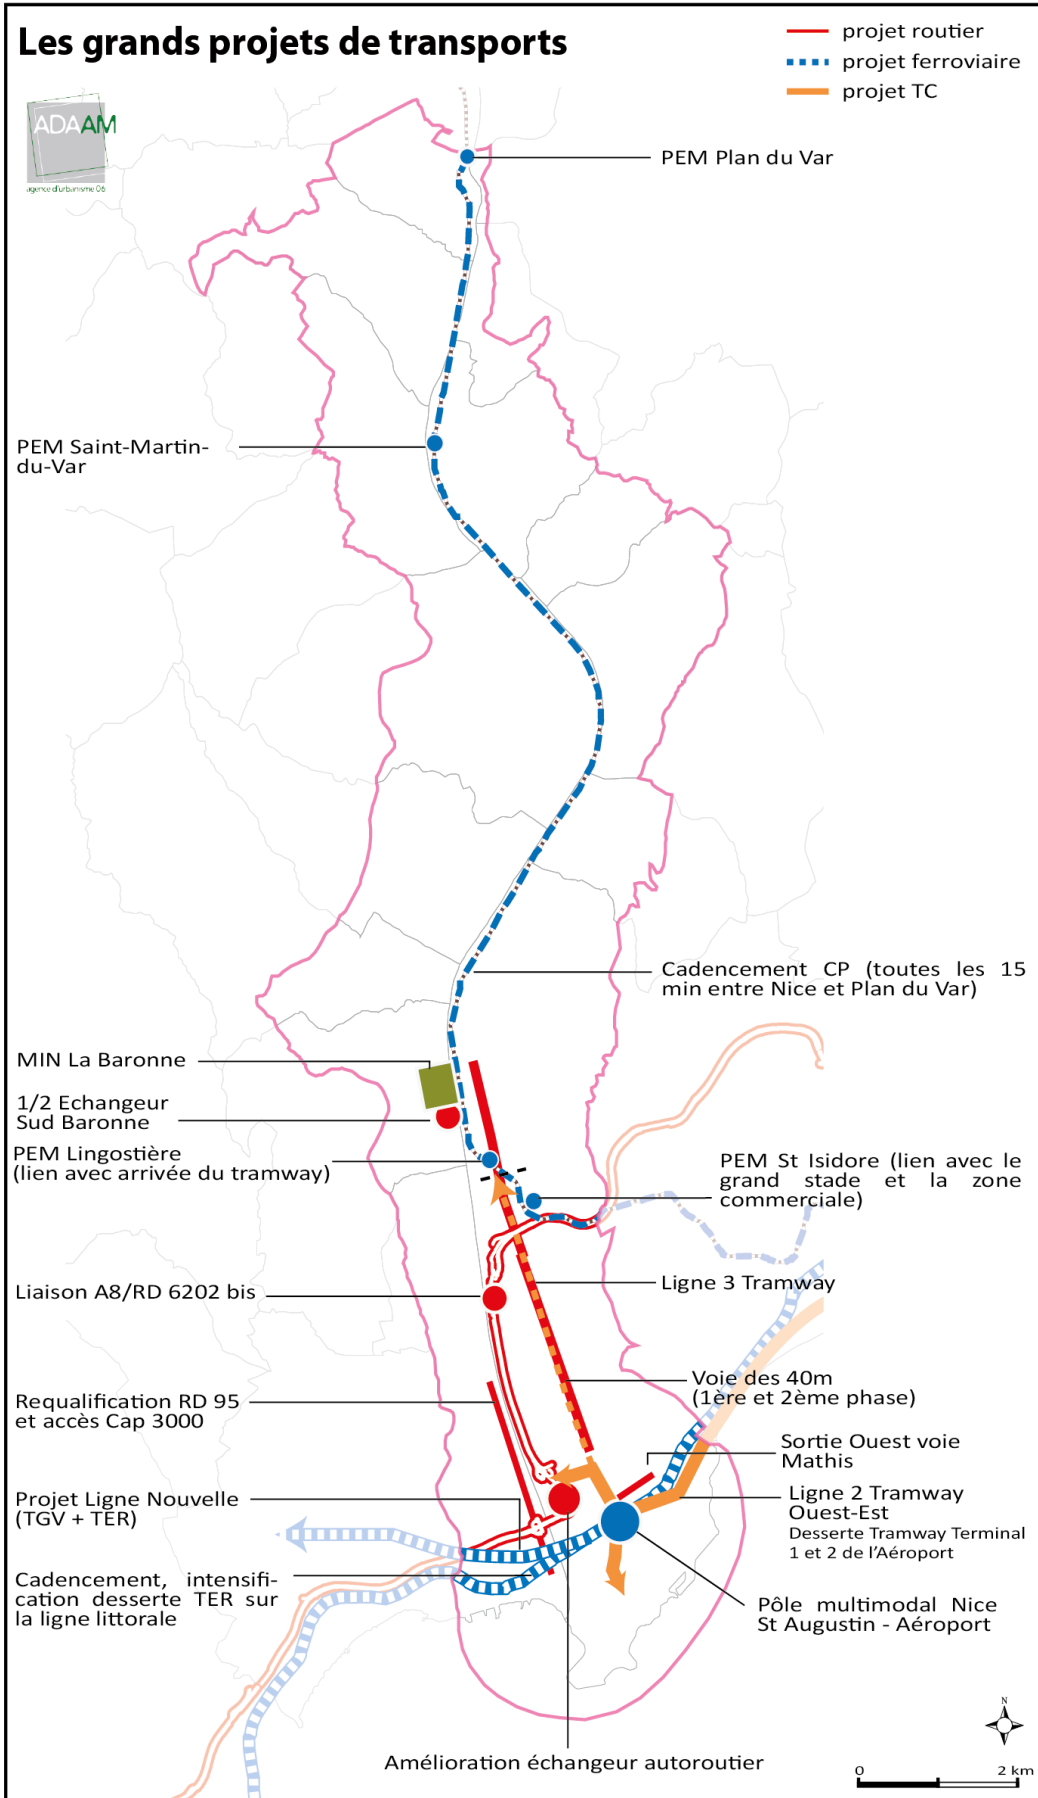 Les grands projets de transports
projet routier
projet ferroviaire
projet TC
ADAAM
agence d'urbanisme 06
PEM Plan du Var
PEM Saint-Martin-
du-Var
Cadencement CP (toutes les 15
min entre Nice et Plan du Var)
MIN La Baronne
1/2 Echangeur
Sud Baronne
PEM Lingostière
(lien avec arrivée du tramway)
PEM St Isidore (lien avec le
grand stade et la zone
commerciale)
Liaison A8/RD 6202 bis
Ligne 3 Tramway
Voie des 40m
(1ère et 2ème phase)
Requalification RD 95
et accès Cap 3000
Sortie Ouest voie
Mathis
Projet Ligne Nouvelle
(TGV + TER)
Ligne 2 Tramway
Ouest-Est
Desserte Tramway Terminal
1 et 2 de l'Aéroport
Cadencement, intensifi-
cation desserte TER sur
la ligne littorale
Pôle multimodal Nice
St Augustin - Aéroport
Amélioration échangeur autoroutier
N
0 2 km